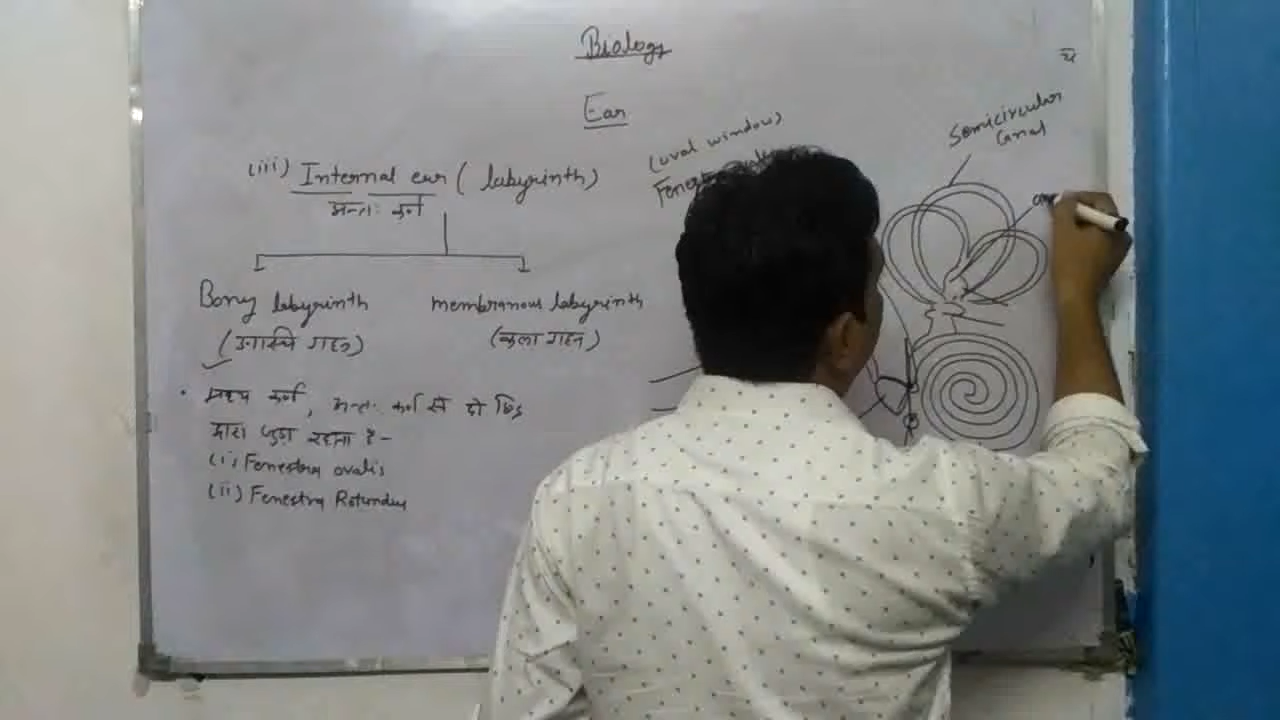 Biology
Ear
(iii) Internal ear ( labyrinth)
अन्तः कर्ण
Bony labyrinth
membranous labyrinth
(अस्थि गहन)
(कला गहन)
• मध्य कर्ण, अन्तः कर्ण से दो छिद्र
द्वारा जुड़ा रहता है-
(i) Fenestra ovalis
(ii) Fenestra Rotundus
(oval window)
Semicircular
Canal